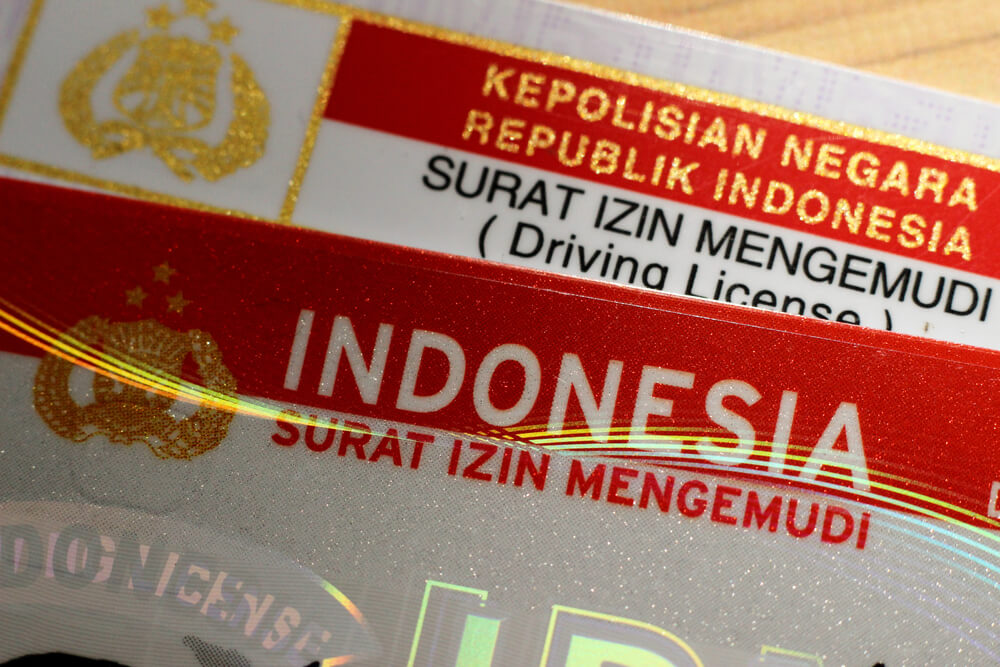 KEPOLISIAN NEGARA
REPUBLIK INDONESIA
SURAT IZIN MENGEMUDI
( Driving License )
INDONESIA
SURAT IZIN MENGEMUDI